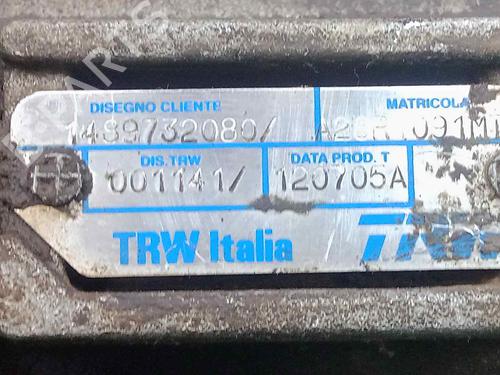 DISEGNO CLIENTE MATRICOLA
1489732080/
DIS.TRW DATA PROD. T
001141/ 120705A
TRW Italia